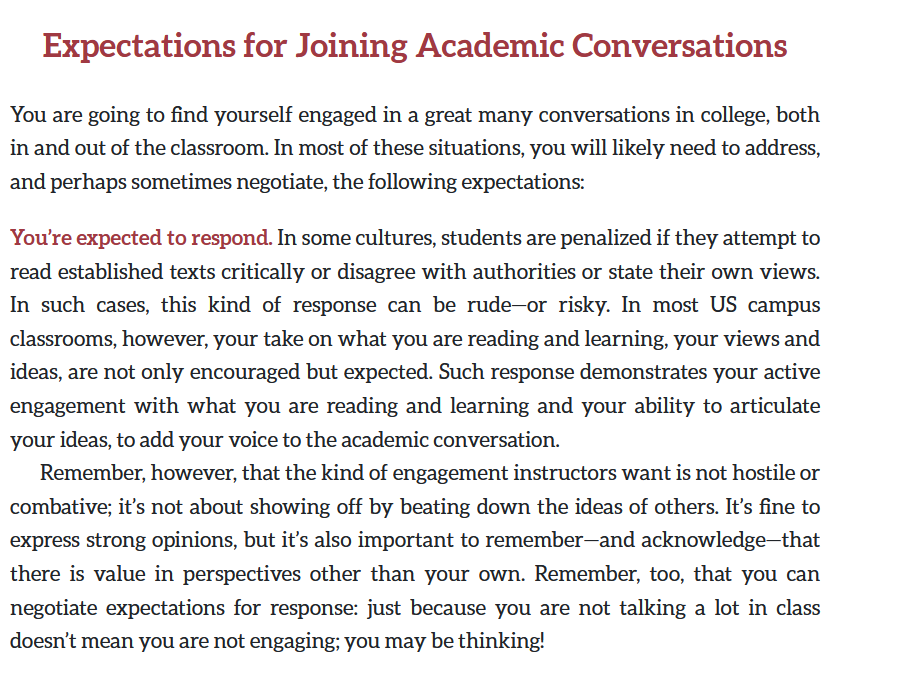 Expectations for Joining Academic Conversations
You are going to find yourself engaged in a great many conversations in college, both
in and out of the classroom. In most of these situations, you will likely need to address,
and perhaps sometimes negotiate, the following expectations:
You’re expected to respond. In some cultures, students are penalized if they attempt to
read established texts critically or disagree with authorities or state their own views.
In such cases, this kind of response can be rude—or risky. In most US campus
classrooms, however, your take on what you are reading and learning, your views and
ideas, are not only encouraged but expected. Such response demonstrates your active
engagement with what you are reading and learning and your ability to articulate
your ideas, to add your voice to the academic conversation.
Remember, however, that the kind of engagement instructors want is not hostile or
combative; it’s not about showing off by beating down the ideas of others. It’s fine to
express strong opinions, but it’s also important to remember—and acknowledge—that
there is value in perspectives other than your own. Remember, too, that you can
negotiate expectations for response: just because you are not talking a lot in class
doesn’t mean you are not engaging; you may be thinking!